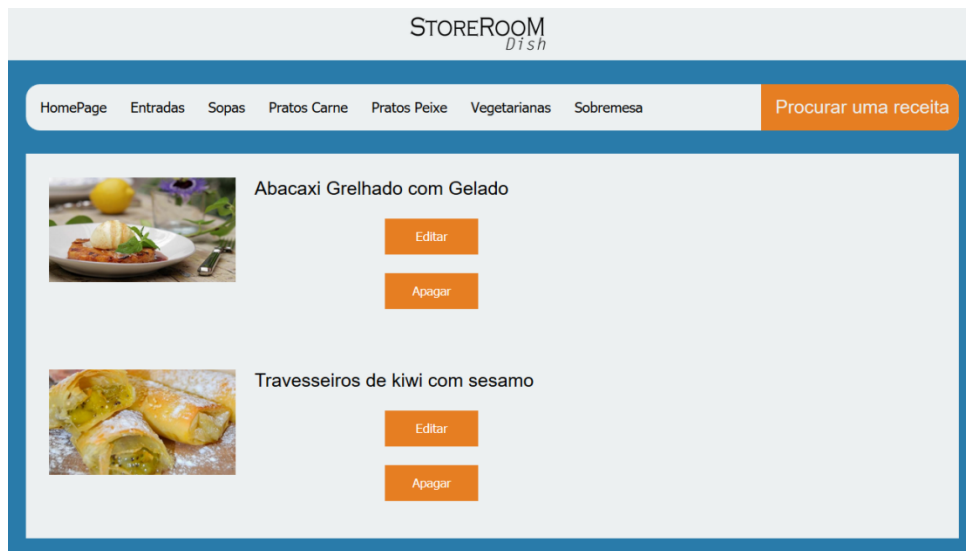 STOREROOM
Dish
HomePage Entradas Sopas Pratos Carne Pratos Peixe Vegetarianas Sobremesa Procurar uma receita
Abacaxi Grelhado com Gelado
Editar
Apagar
Travesseiros de kiwi com sesamo
Editar
Apagar